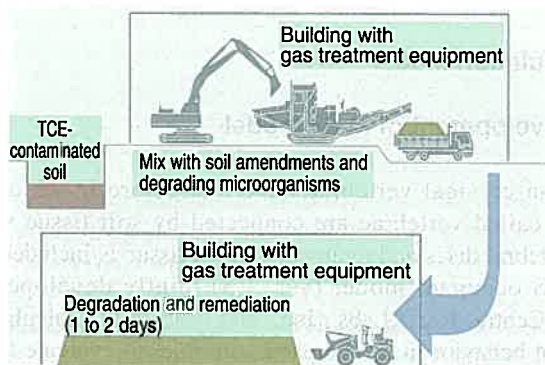 Building with
gas treatment equipment
TCE-
contaminated
soil
Mix with soil amendments and
degrading microorganisms
Building with
gas treatment equipment
Degradation and remediation
(1 to 2 days)